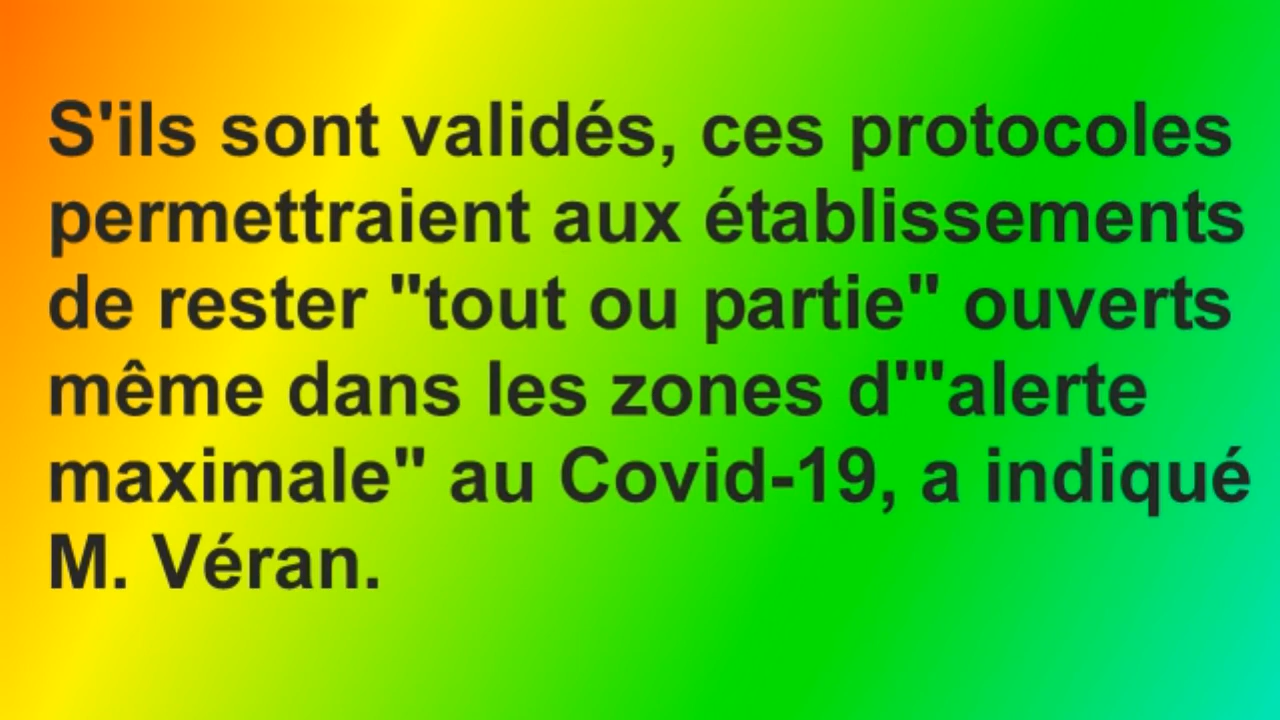 S'ils sont validés, ces protocoles
permettraient aux établissements
de rester "tout ou partie" ouverts
même dans les zones d'"alerte
maximale" au Covid-19, a indiqué
M. Véran.